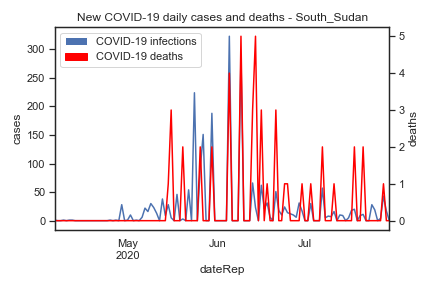 New COVID-19 daily cases and deaths - South_Sudan
COVID-19 infections
COVID-19 deaths
300
250
200
150
100
50
0
cases
5
4
3
2
1
0
deaths
May
2020
Jun
Jul
dateRep